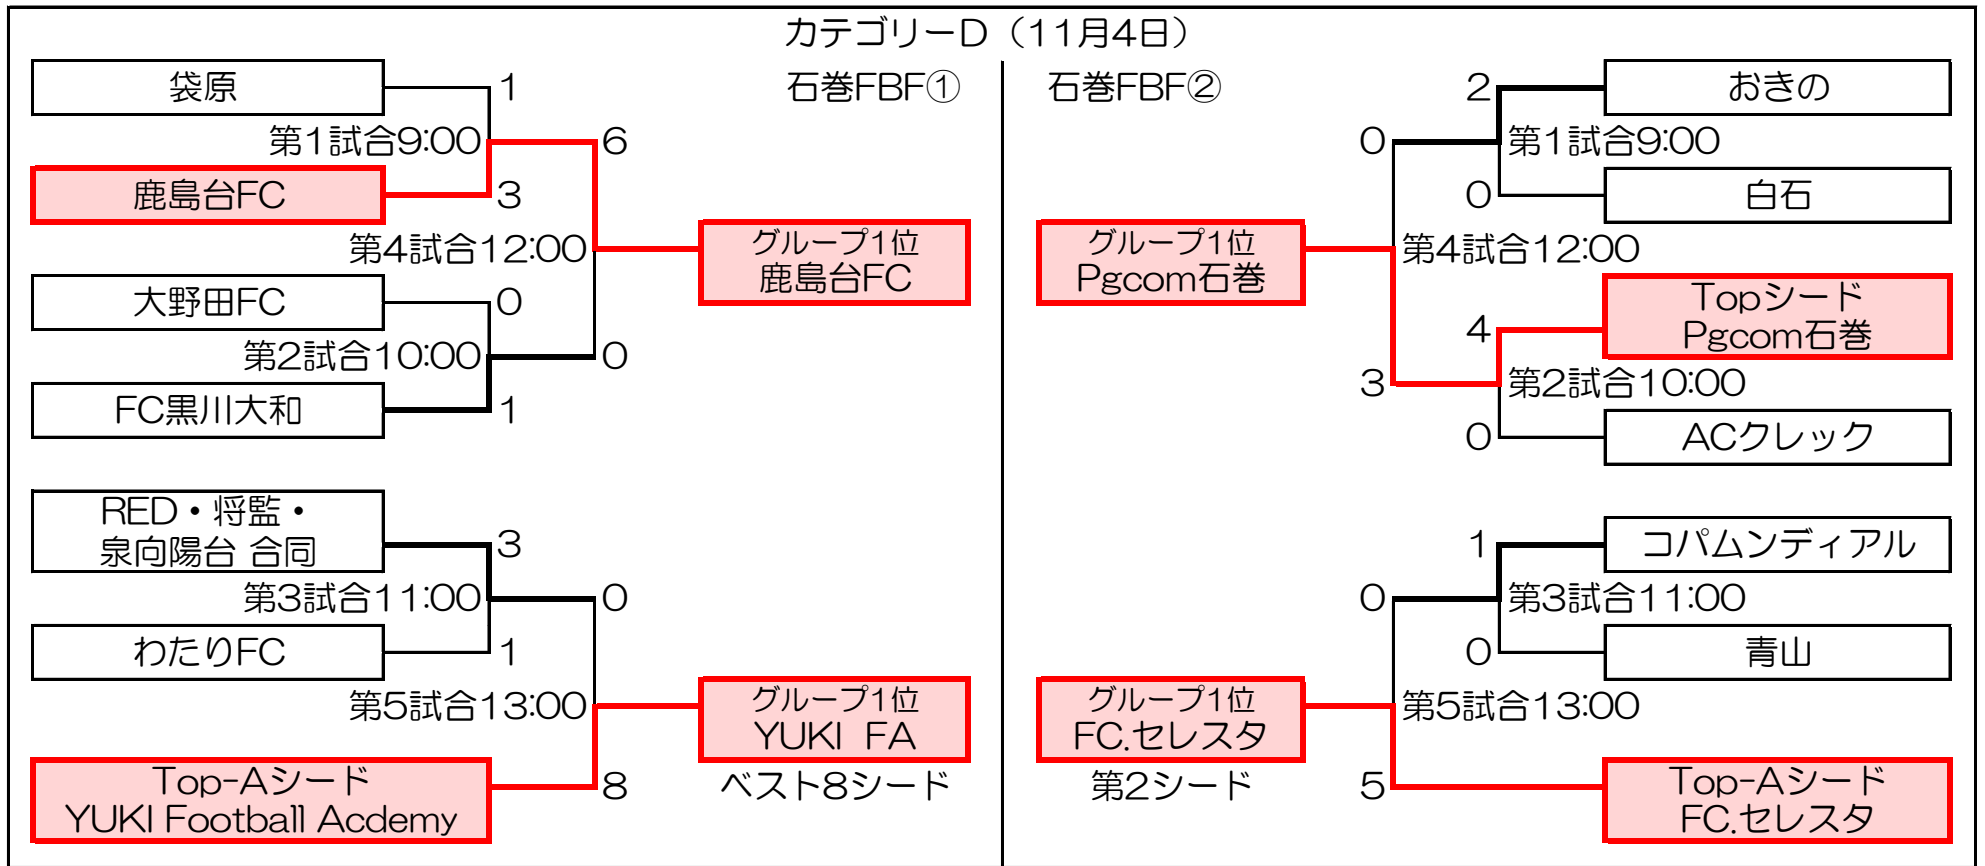 カテゴリーD（11月4日）
石巻FBF①
袋原
1
第1試合9:00
6
鹿島台FC
3
第4試合12:00
グループ1位
鹿島台FC
大野田FC
0
第2試合10:00
0
FC黒川大和
1
RED・将監・
泉向陽台 合同
3
第3試合11:00
0
わたりFC
1
第5試合13:00
グループ1位
YUKI FA
Top-Aシード
YUKI Football Acdemy
8
ベスト8シード
石巻FBF②
2
おきの
0
第1試合9:00
0
白石
グループ1位
Pgcom石巻
第4試合12:00
Topシード
Pgcom石巻
4
3
第2試合10:00
0
ACクレック
1
コパムンディアル
0
第3試合11:00
0
青山
グループ1位
FC.セレスタ
第5試合13:00
第2シード
5
Top-Aシード
FC.セレスタ